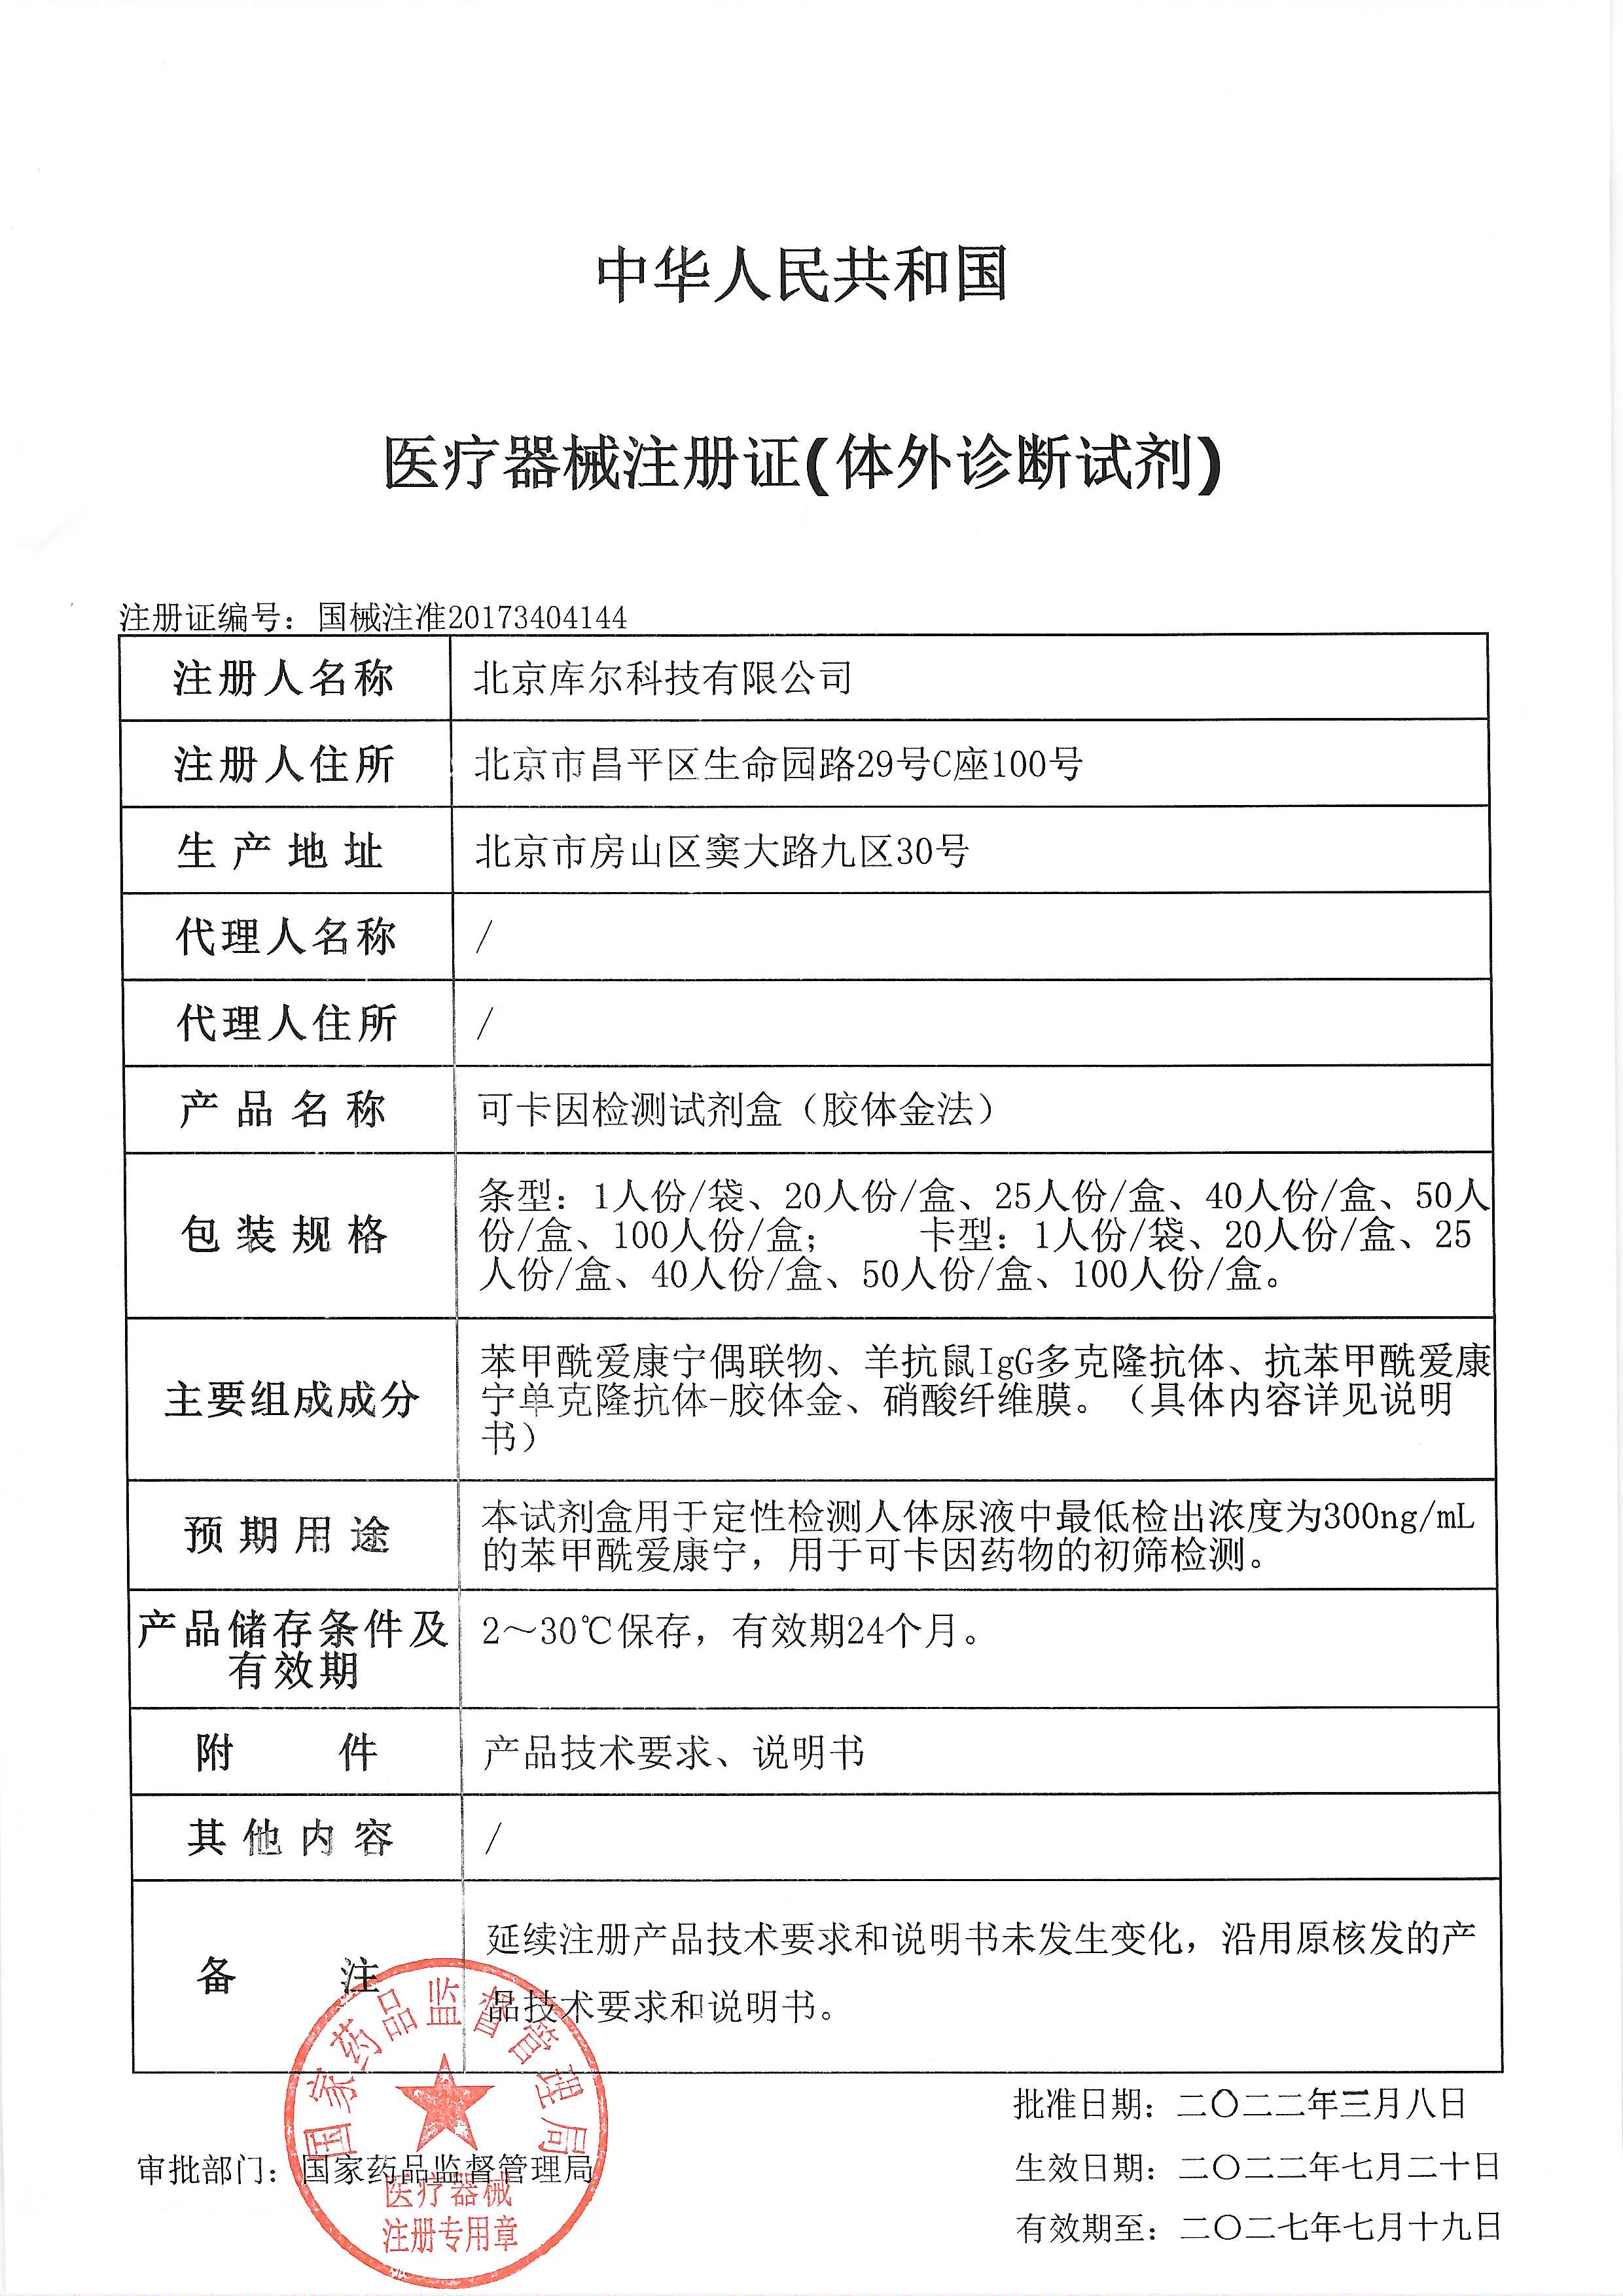 中华人民共和国
医疗器械注册证(体外诊断试剂)
注册证编号：国械注准20173404144
注册人名称 北京库尔科技有限公司
注册人住所 北京市昌平区生命园路29号C座100号
生产地址 北京市房山区窦大路九区30号
代理人名称 /
代理人住所 /
产品名称 可卡因检测试剂盒（胶体金法）
包装规格
条型：1人份/袋、20人份/盒、25人份/盒、40人份/盒、50人
份/盒、100人份/盒； 卡型：1人份/袋、20人份/盒、25
人份/盒、40人份/盒、50人份/盒、100人份/盒。
主要组成成分
苯甲酰爱康宁偶联物、羊抗鼠IgG多克隆抗体、抗苯甲酰爱康
宁单克隆抗体-胶体金、硝酸纤维膜。（具体内容详见说明
书）
预期用途
本试剂盒用于定性检测人体尿液中最低检出浓度为300ng/mL
的苯甲酰爱康宁，用于可卡因药物的初筛检测。
产品储存条件及
有效期
2～30℃保存，有效期24个月。
附件 产品技术要求、说明书
其他内容 /
备注
延续注册产品技术要求和说明书未发生变化，沿用原核发的产
品技术要求和说明书。
批准日期：二〇二二年三月八日
审批部门：国家药品监督管理局
生效日期：二〇二二年七月二十日
有效期至：二〇二七年七月十九日
国家药品监督管理局
医疗器械
注册专用章